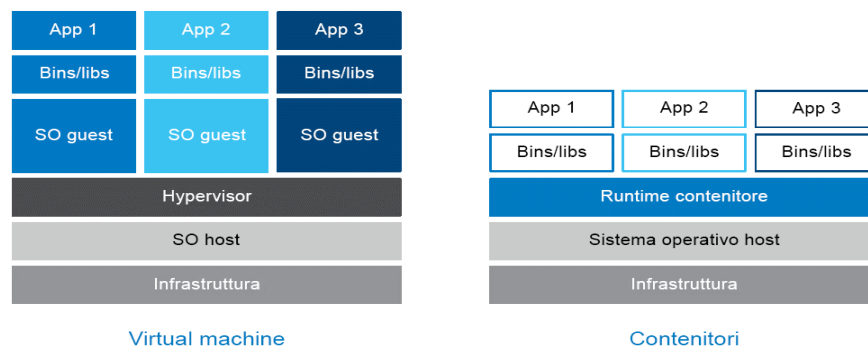 App 1
App 2
App 3
Bins/libs
Bins/libs
Bins/libs
SO guest
SO guest
SO guest
Hypervisor
SO host
Infrastruttura
Virtual machine
App 1
App 2
App 3
Bins/libs
Bins/libs
Bins/libs
Runtime contenitore
Sistema operativo host
Infrastruttura
Contenitori